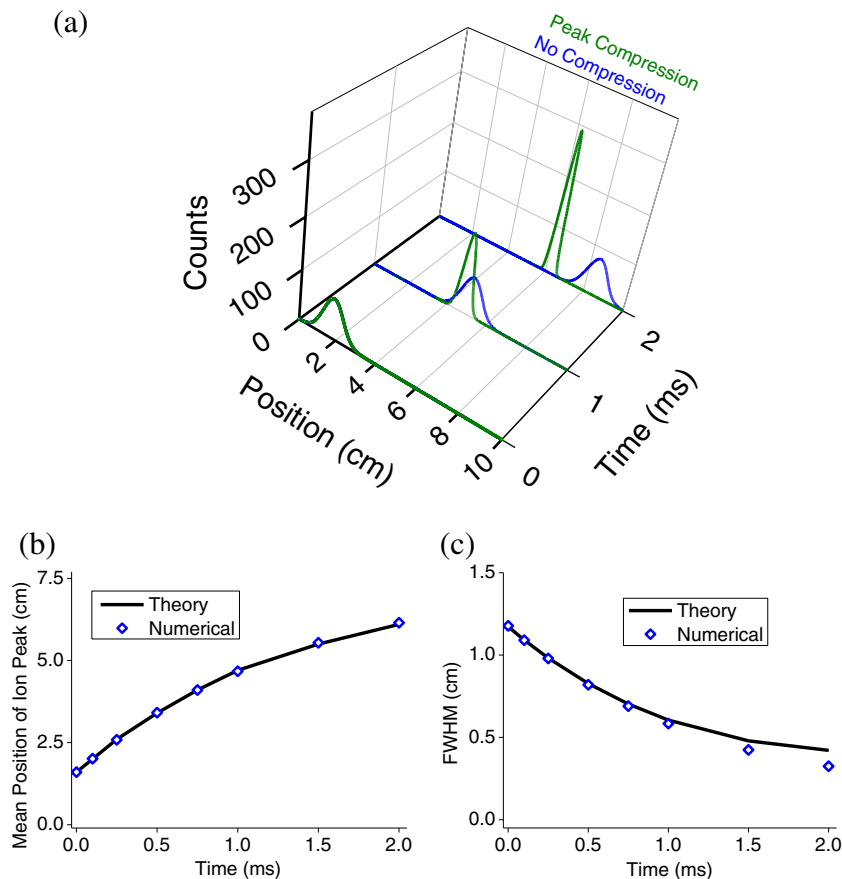 (a)
Peak Compression
No Compression
Counts
300
200
100
0
0
2
4
6
8
10
Position (cm)
0
1
2
Time (ms)
(b)
Mean Position of Ion Peak (cm)
7.5
5.0
2.5
0.0
Theory
Numerical
0.0
0.5
1.0
1.5
2.0
Time (ms)
(c)
FWHM (cm)
1.5
1.0
0.5
0.0
Theory
Numerical
0.0
0.5
1.0
1.5
2.0
Time (ms)